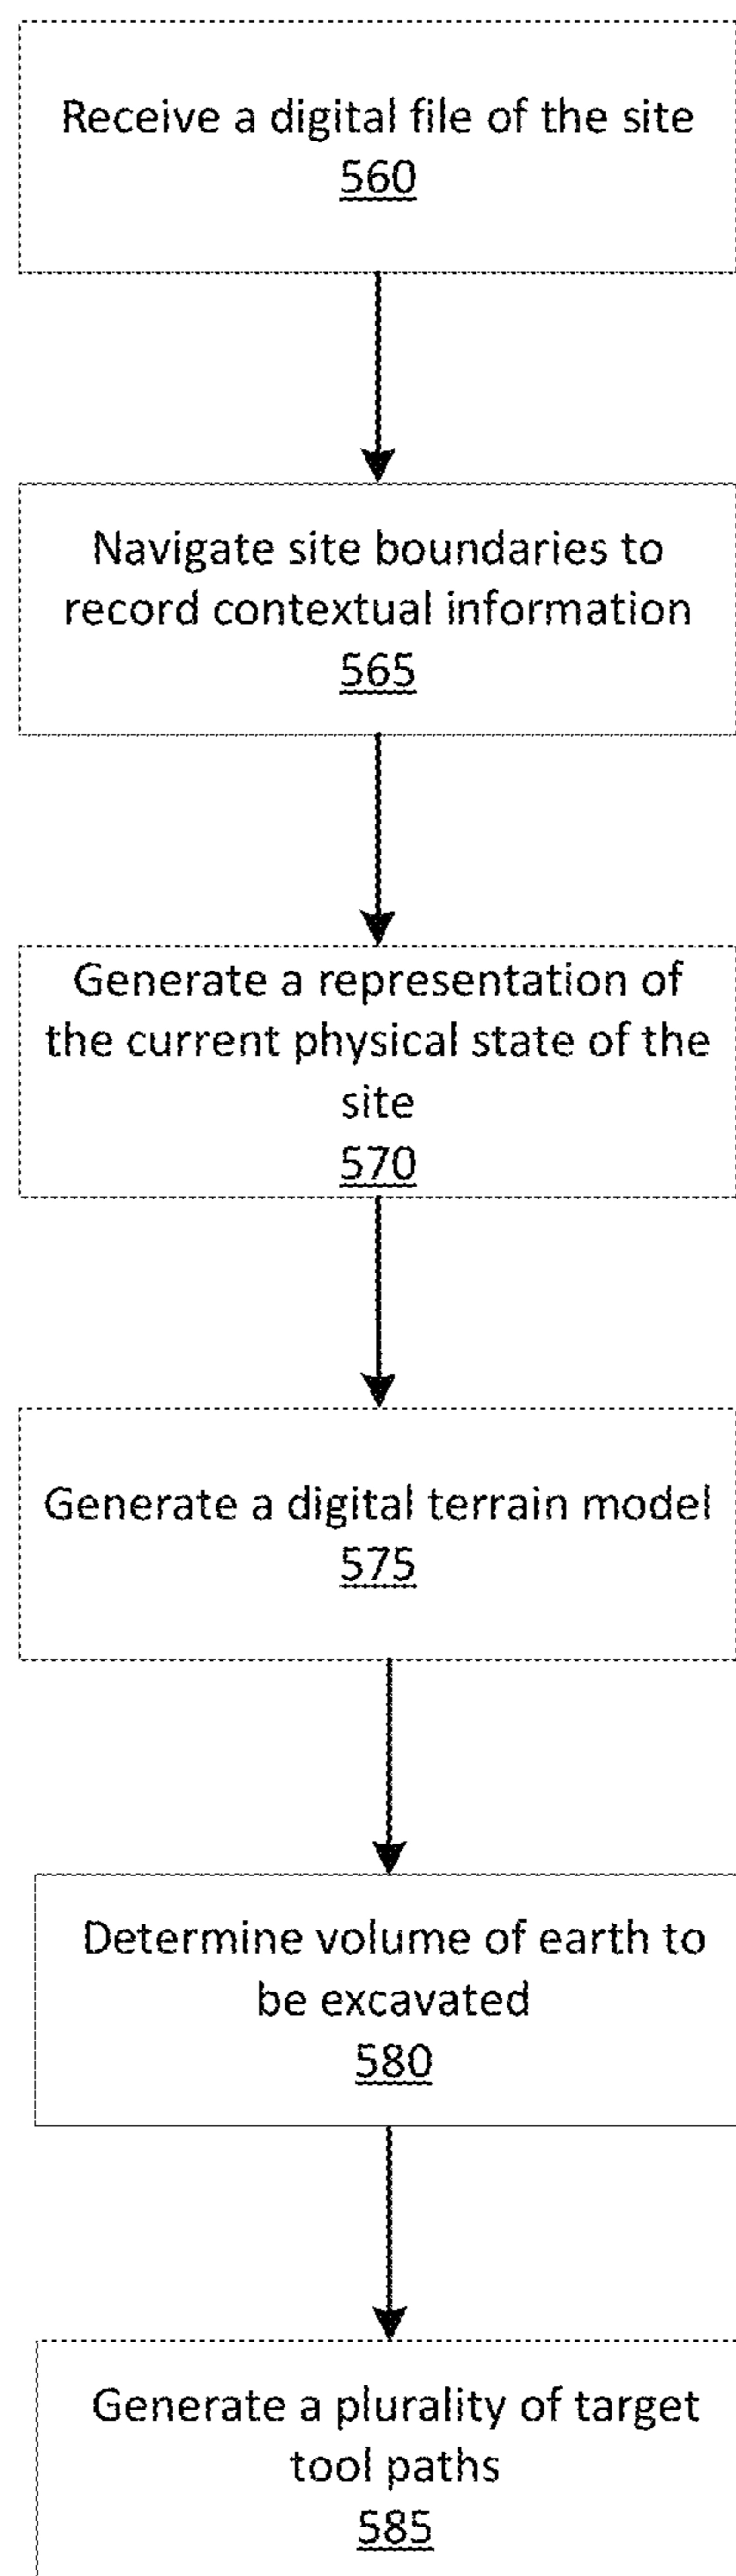 Receive a digital file of the site
560
Navigate site boundaries to
record contextual information
565
Generate a representation of
the current physical state of the
site
570
Generate a digital terrain model
575
Determine volume of earth to
be excavated
580
Generate a plurality of target
tool paths
585